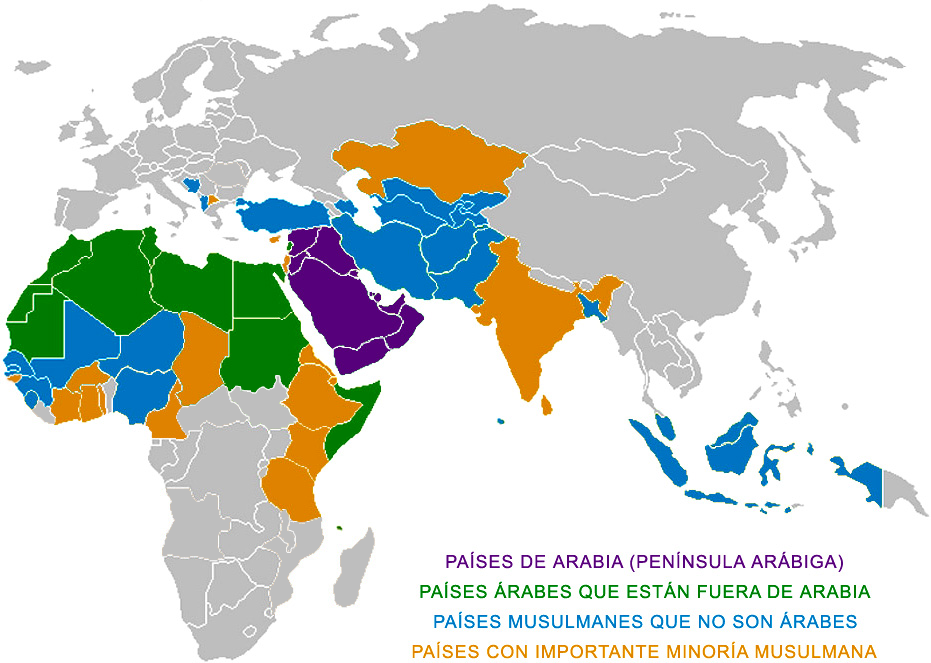 PAÍSES DE ARABIA (PENÍNSULA ARÁBIGA)
PAÍSES ÁRABES QUE ESTÁN FUERA DE ARABIA
PAÍSES MUSULMANES QUE NO SON ÁRABES
PAÍSES CON IMPORTANTE MINORÍA MUSULMANA